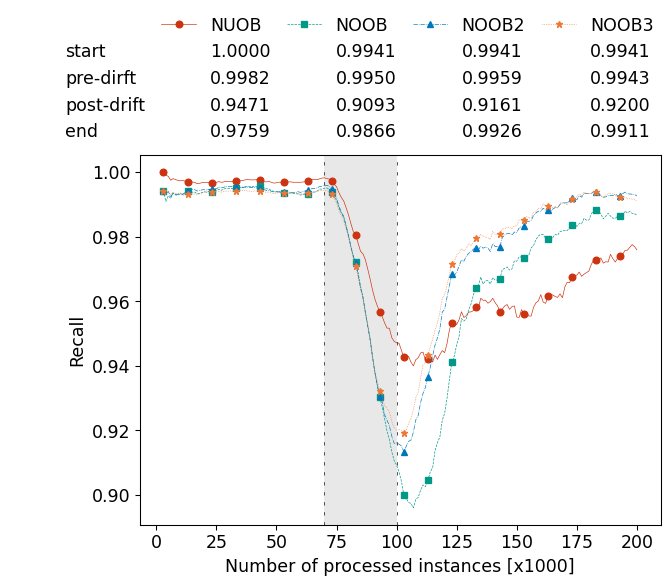 NUOB NOOB NOOB2 NOOB3
start 1.0000 0.9941 0.9941 0.9941
pre-dirft 0.9982 0.9950 0.9959 0.9943
post-drift 0.9471 0.9093 0.9161 0.9200
end 0.9759 0.9866 0.9926 0.9911
1.00
0.98
0.96
0.94
0.92
0.90
Recall
0 25 50 75 100 125 150 175 200
Number of processed instances [x1000]